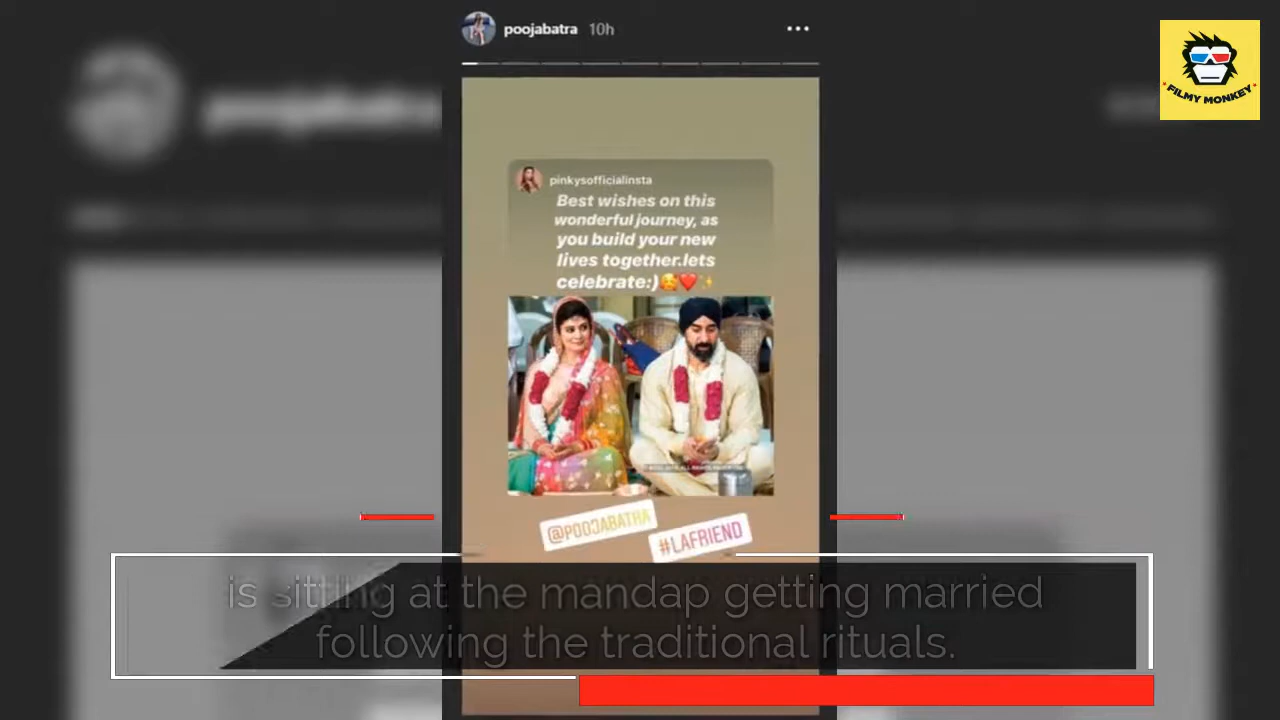 poojabatra 10h
FILMY MONKEY
pinkysofficialinsta
Best wishes on this
wonderful journey, as
you build your new
lives together.lets
celebrate:)🥰❤️✨
@POOJABATRA
#LAFRIEND
is sitting at the mandap getting married
following the traditional rituals.